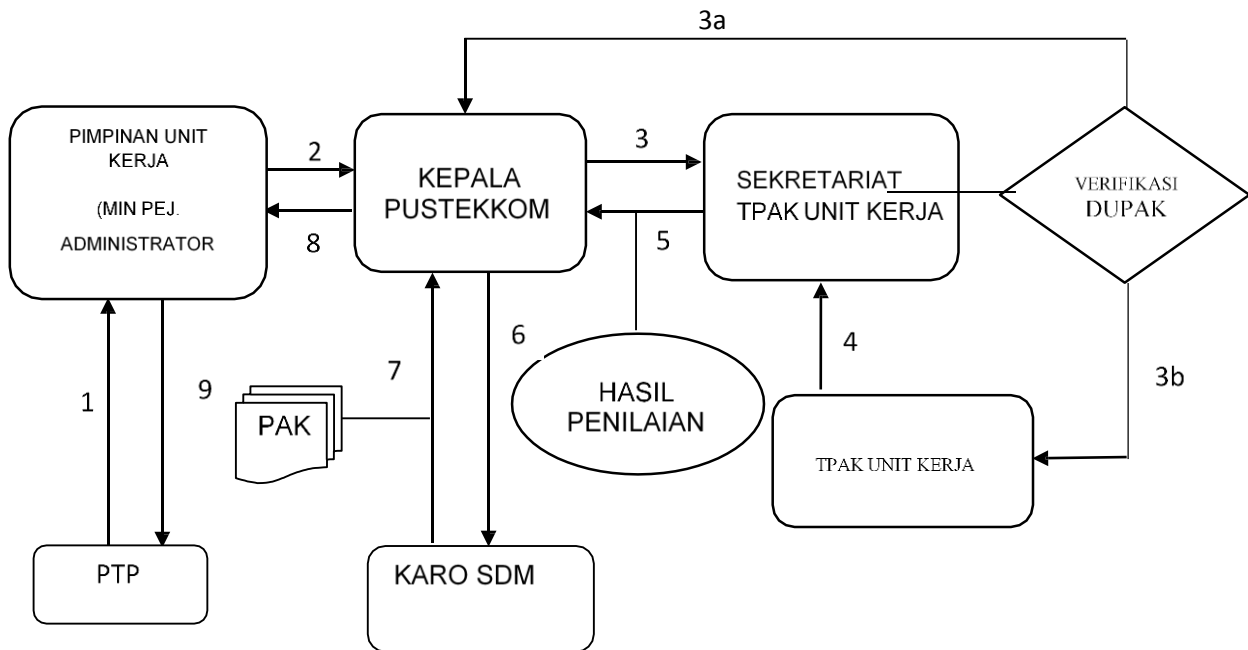 3a
PIMPINAN UNIT
KERJA
(MIN PEJ.
ADMINISTRATOR
2
8
KEPALA
PUSTEKKOM
3
5
SEKRETARIAT
TPAK UNIT KERJA
VERIFIKASI
DUPAK
1
9
PAK
7
6
HASIL
PENILAIAN
4
3b
TPAK UNIT KERJA
PTP
KARO SDM